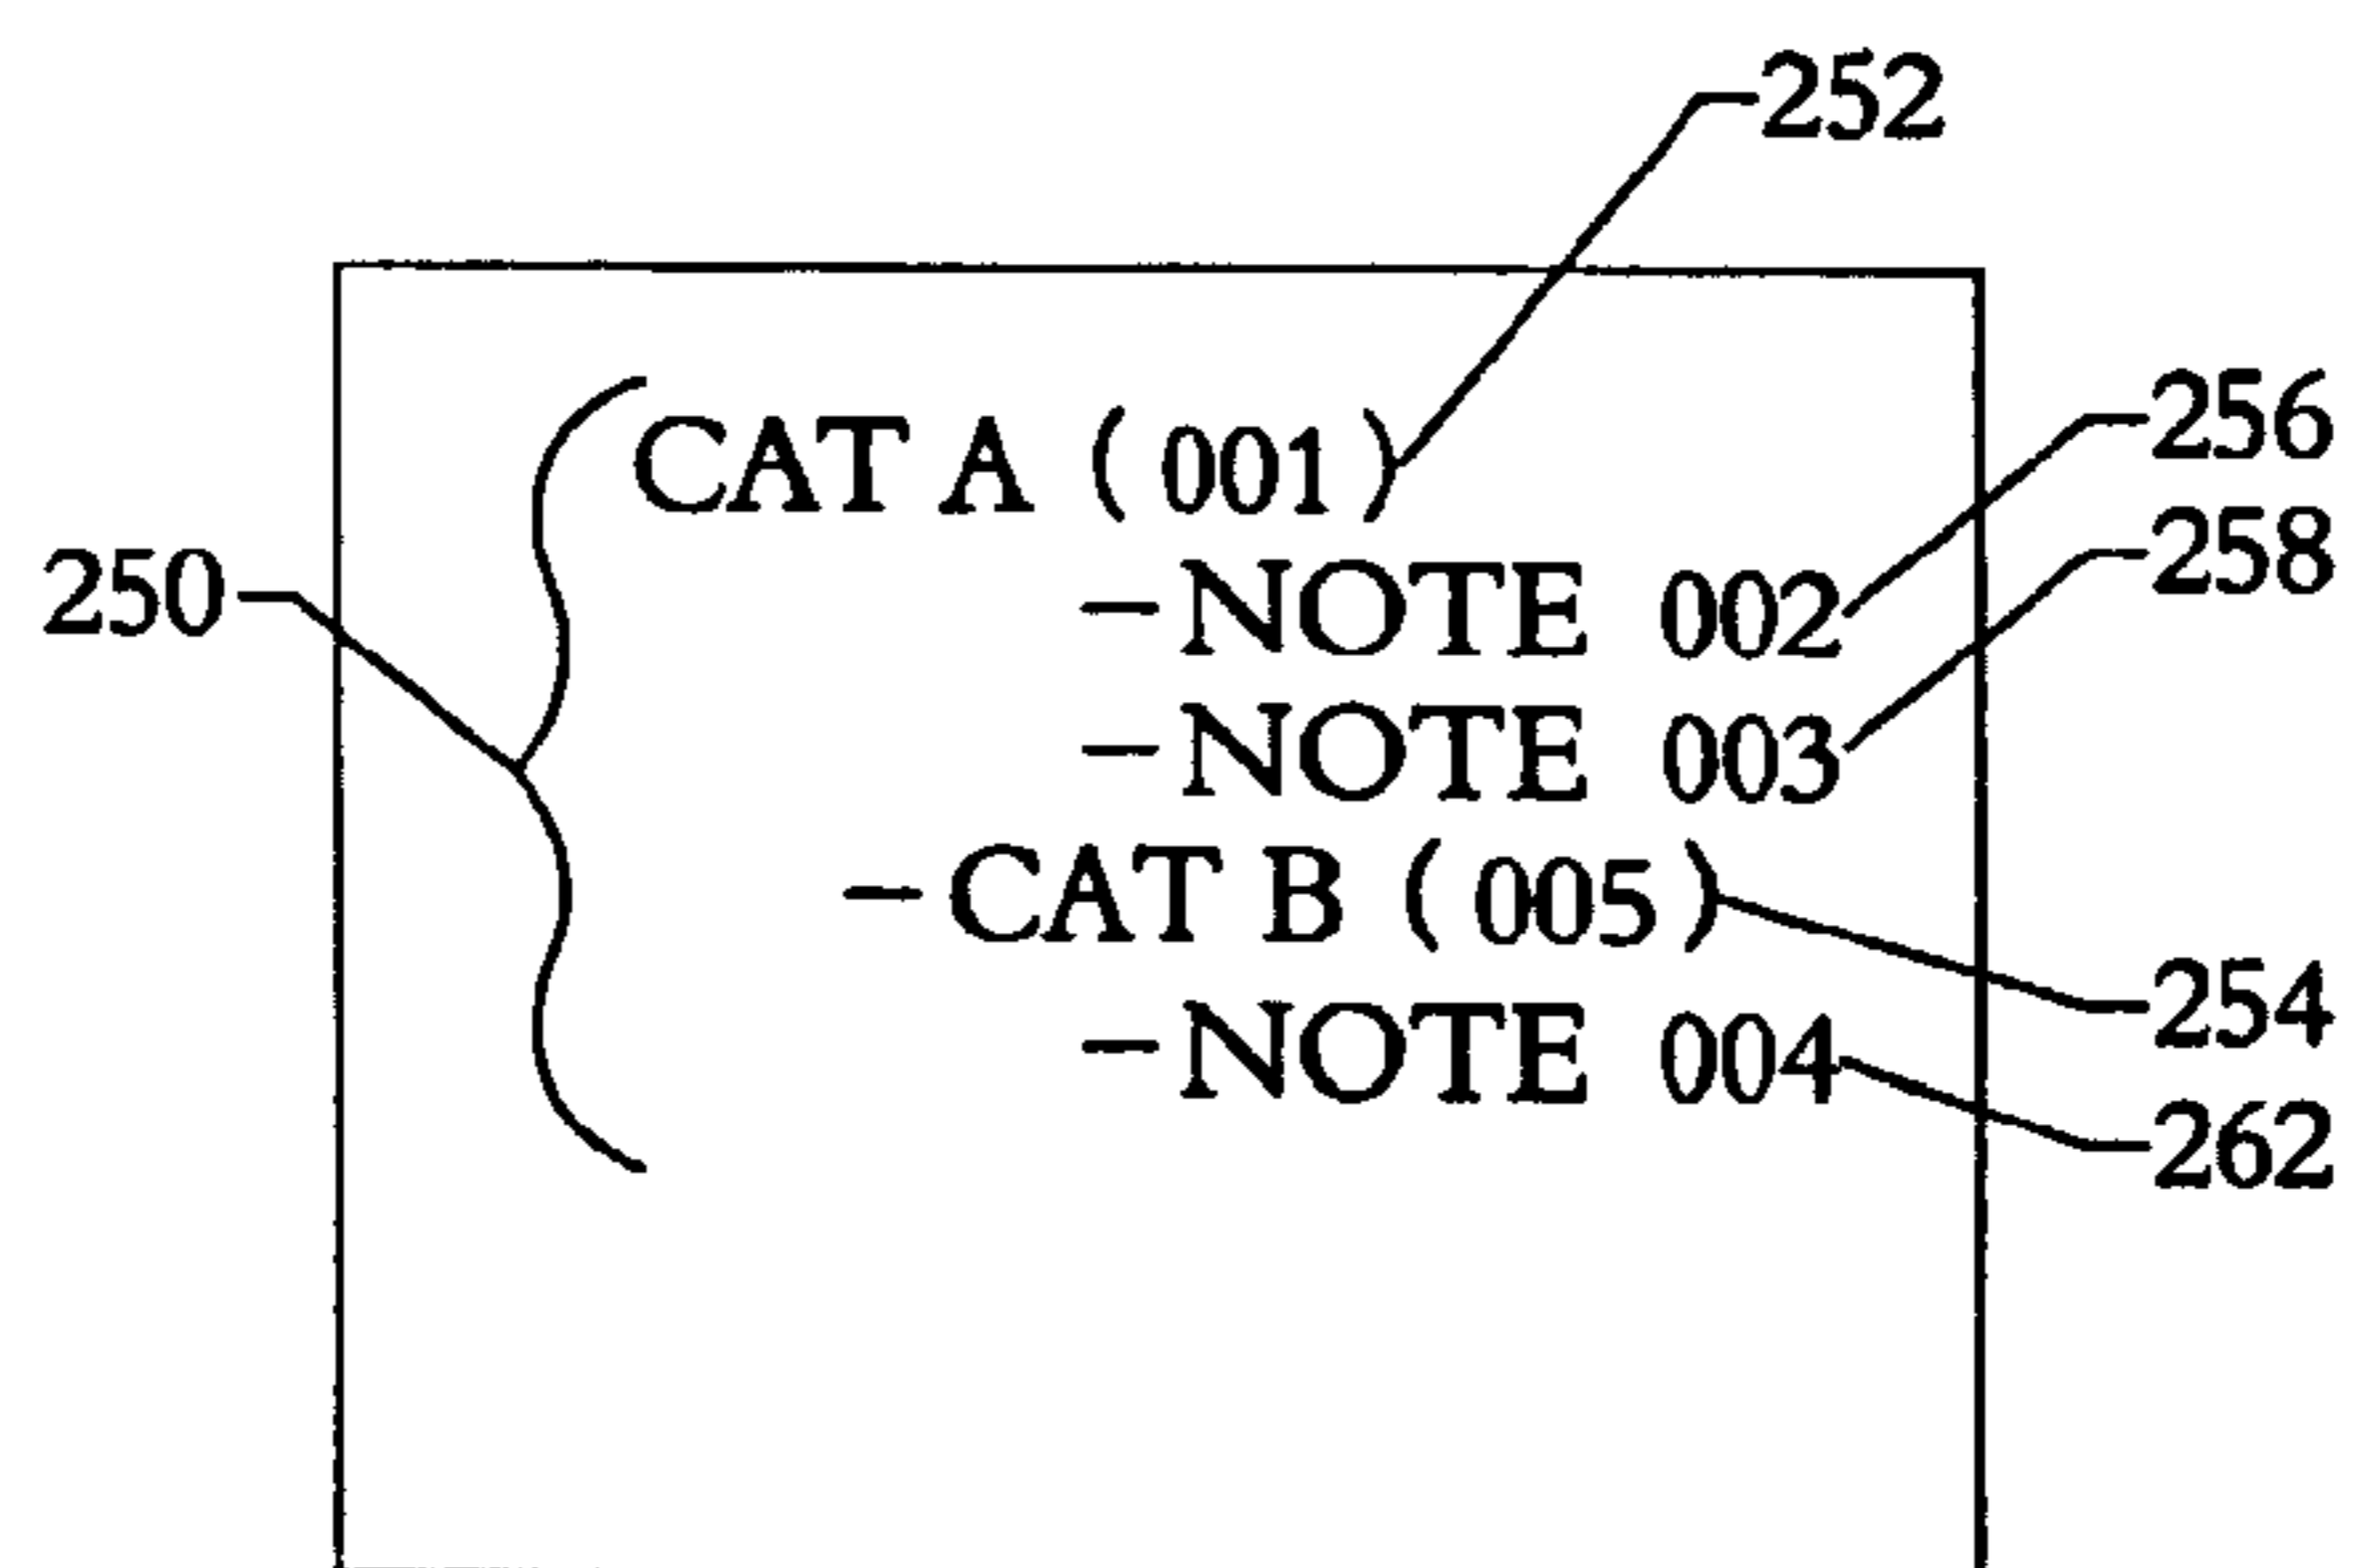 252
CAT A (001)
256
-NOTE 002
258
250
-NOTE 003
-CAT B (005)
254
-NOTE 004
262